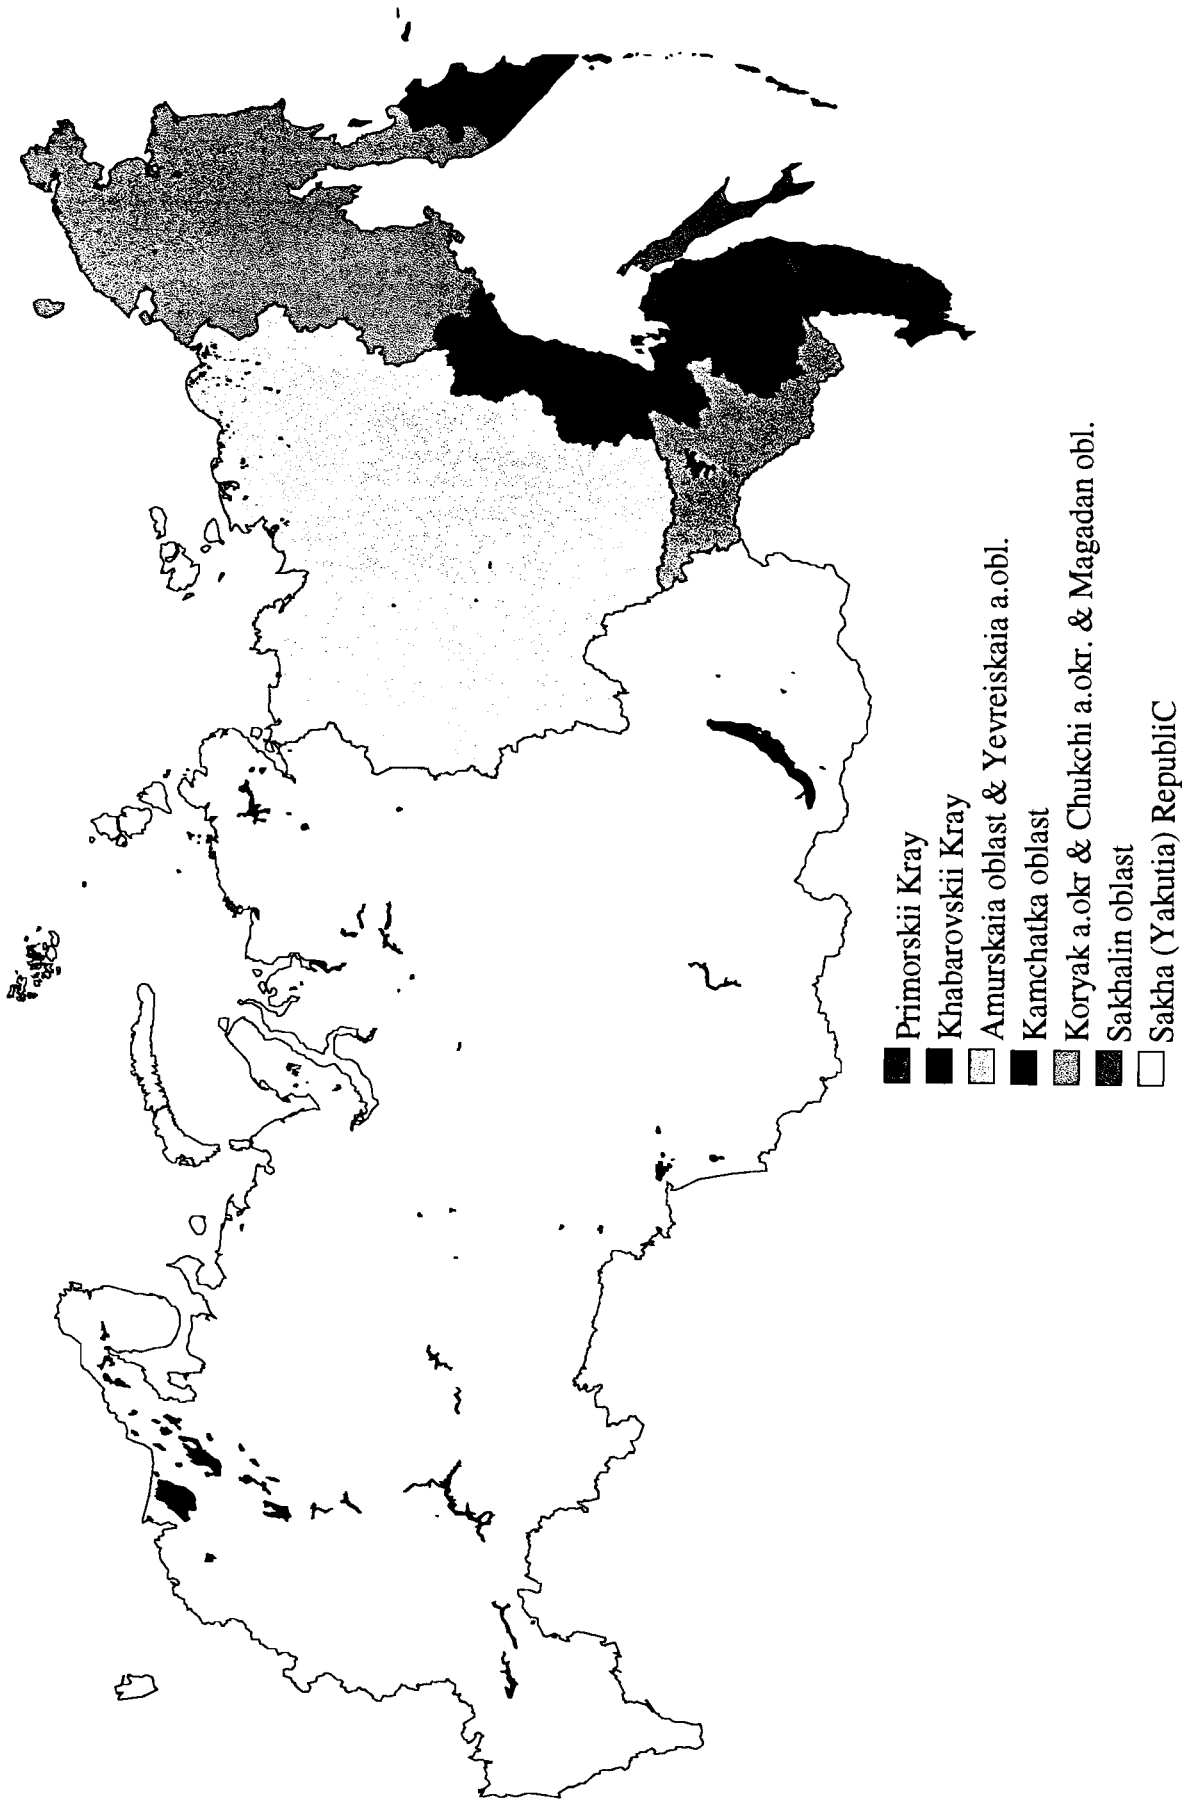 Primorskii Kray
Khabarovskii Kray
Amurskaia oblast & Yevreiskaia a.obl.
Kamchatka oblast
Koryak a.okr & Chukchi a.okr. & Magadan obl.
Sakhalin oblast
Sakha (Yakutia) RepubliC